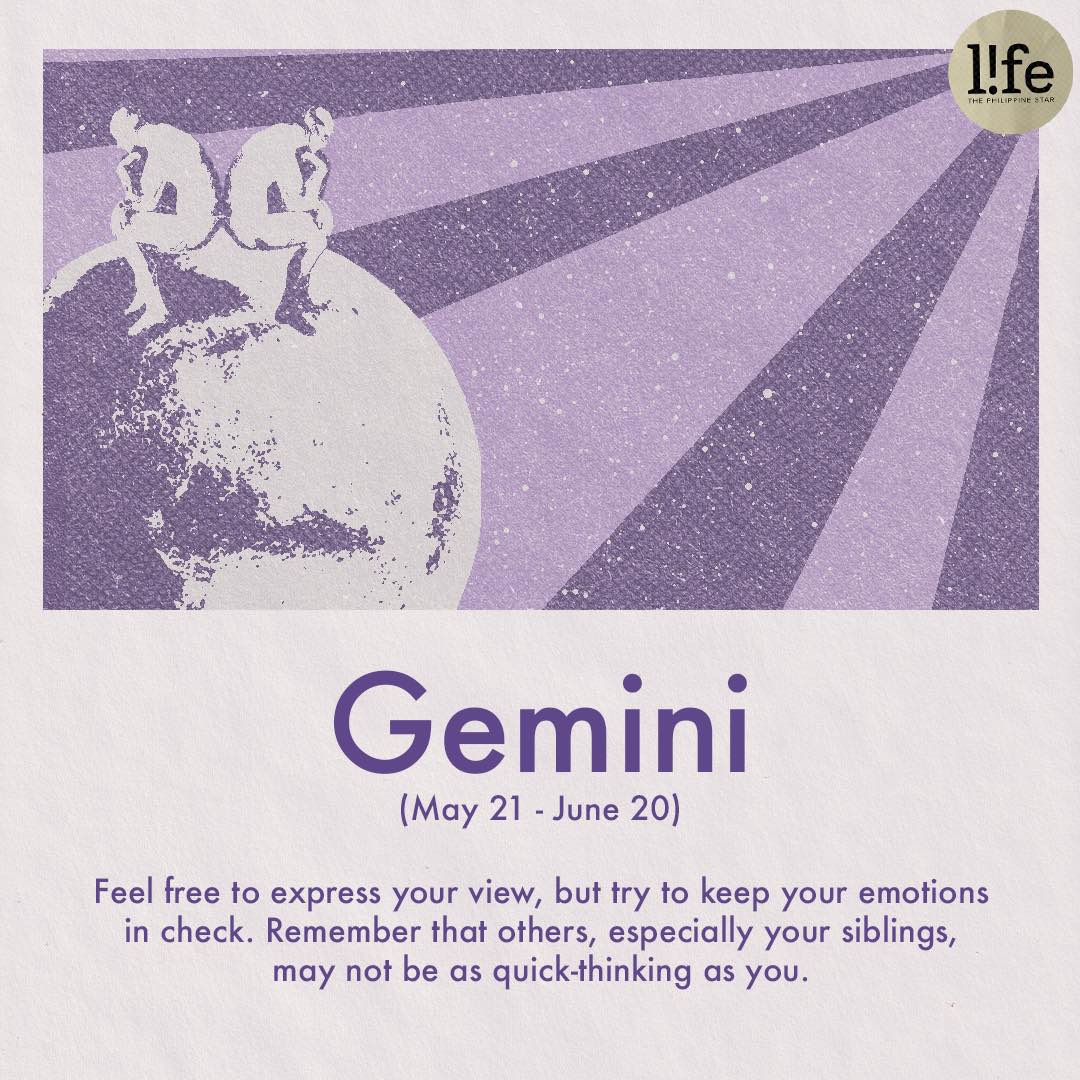 l!fe
THE PHILIPPINE STAR
Gemini
(May 21 - June 20)
Feel free to express your view, but try to keep your emotions
in check. Remember that others, especially your siblings,
may not be as quick-thinking as you.